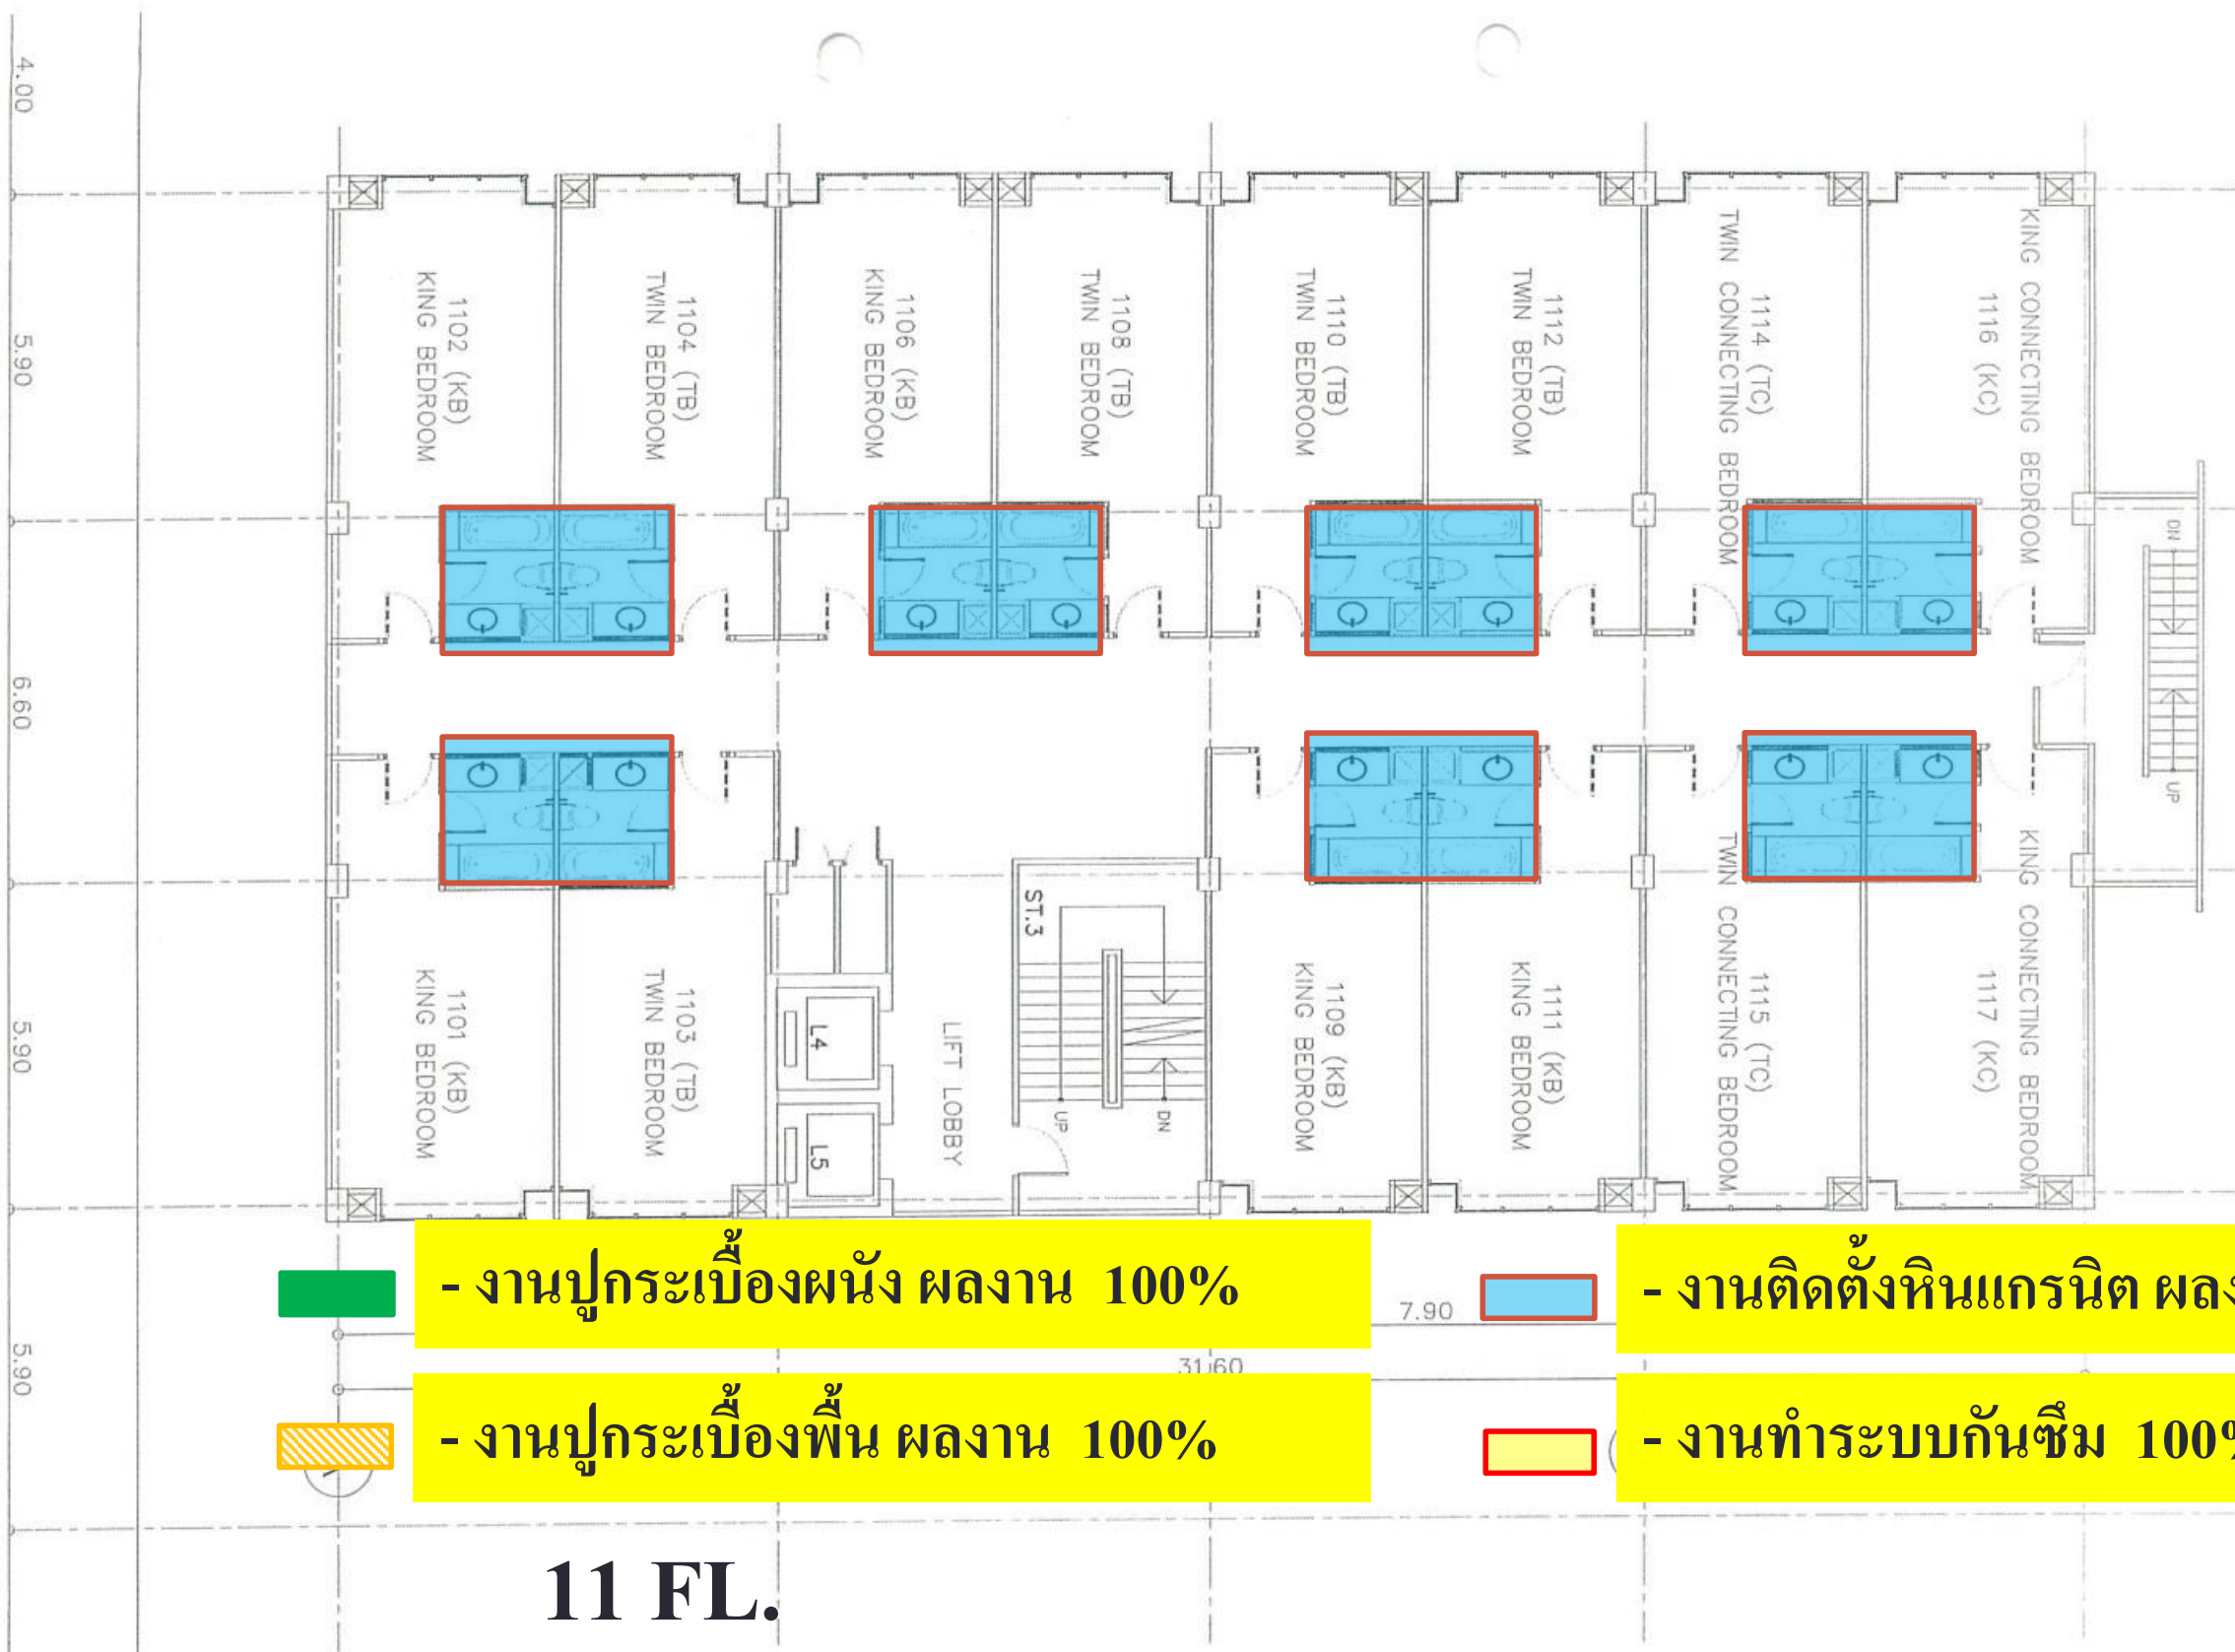 4.00
5.90
6.60
5.90
5.90
1102 (KB)
KING BEDROOM
1104 (TB)
TWIN BEDROOM
1106 (KB)
KING BEDROOM
1108 (TB)
TWIN BEDROOM
1110 (TB)
TWIN BEDROOM
1112 (TB)
TWIN BEDROOM
1114 (TC)
TWIN CONNECTING BEDROOM
KING CONNECTING BEDROOM
1116 (KC)
DN
UP
1101 (KB)
KING BEDROOM
1103 (TB)
TWIN BEDROOM
L4
L5
LIFT LOBBY
ST.3
UP
DN
1109 (KB)
KING BEDROOM
1111 (KB)
KING BEDROOM
1115 (TC)
TWIN CONNECTING BEDROOM
KING CONNECTING BEDROOM
1117 (KC)
- งานปูกระเบื้องผนัง ผลงาน 100%
7.90
- งานติดตั้งหินแกรนิต
31.60
- งานปูกระเบื้องพื้น ผลงาน 100%
- งานทำระบบกันซึม 100%
11 FL.